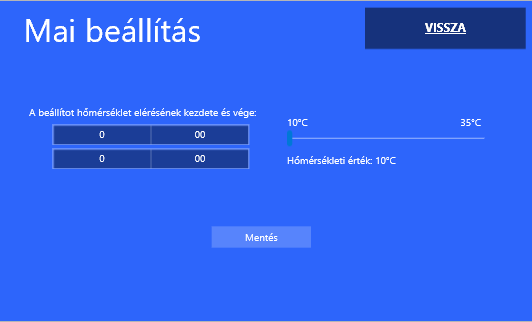 Mai beállítás
VISSZA
A beállítot hőmérséklet elérésének kezdete és vége:
0 00
0 00
10°C 35°C
Hőmérsékleti érték: 10°C
Mentés